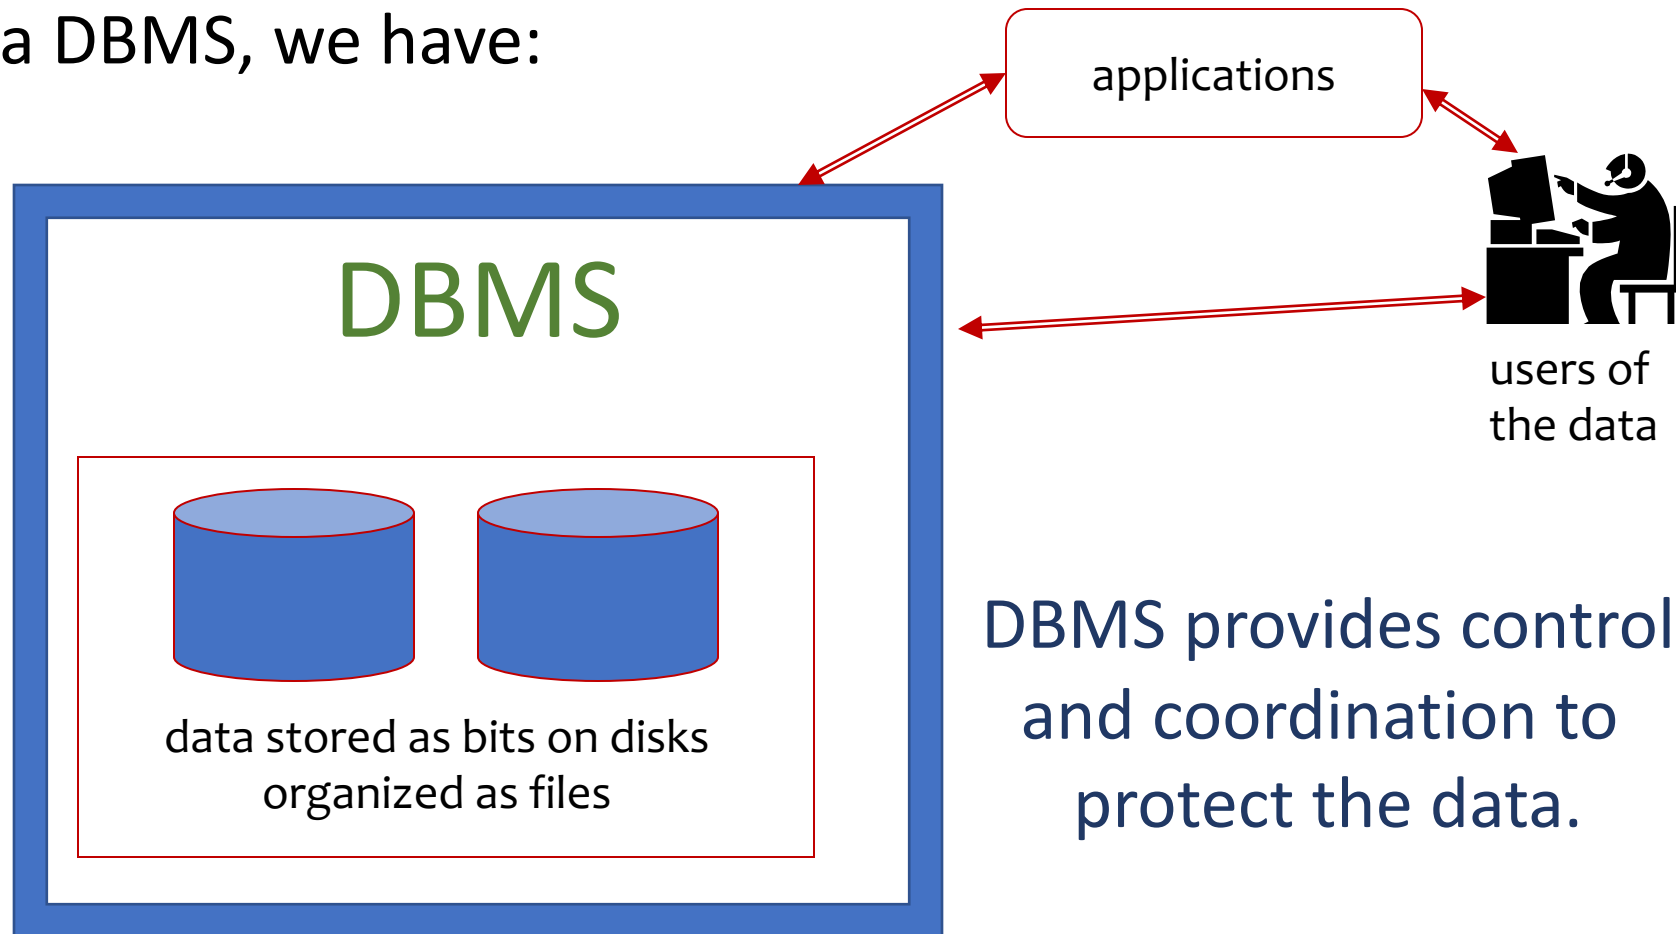 a DBMS, we have:
applications
DBMS
users of
the data
data stored as bits on disks
organized as files
DBMS provides control
and coordination to
protect the data.